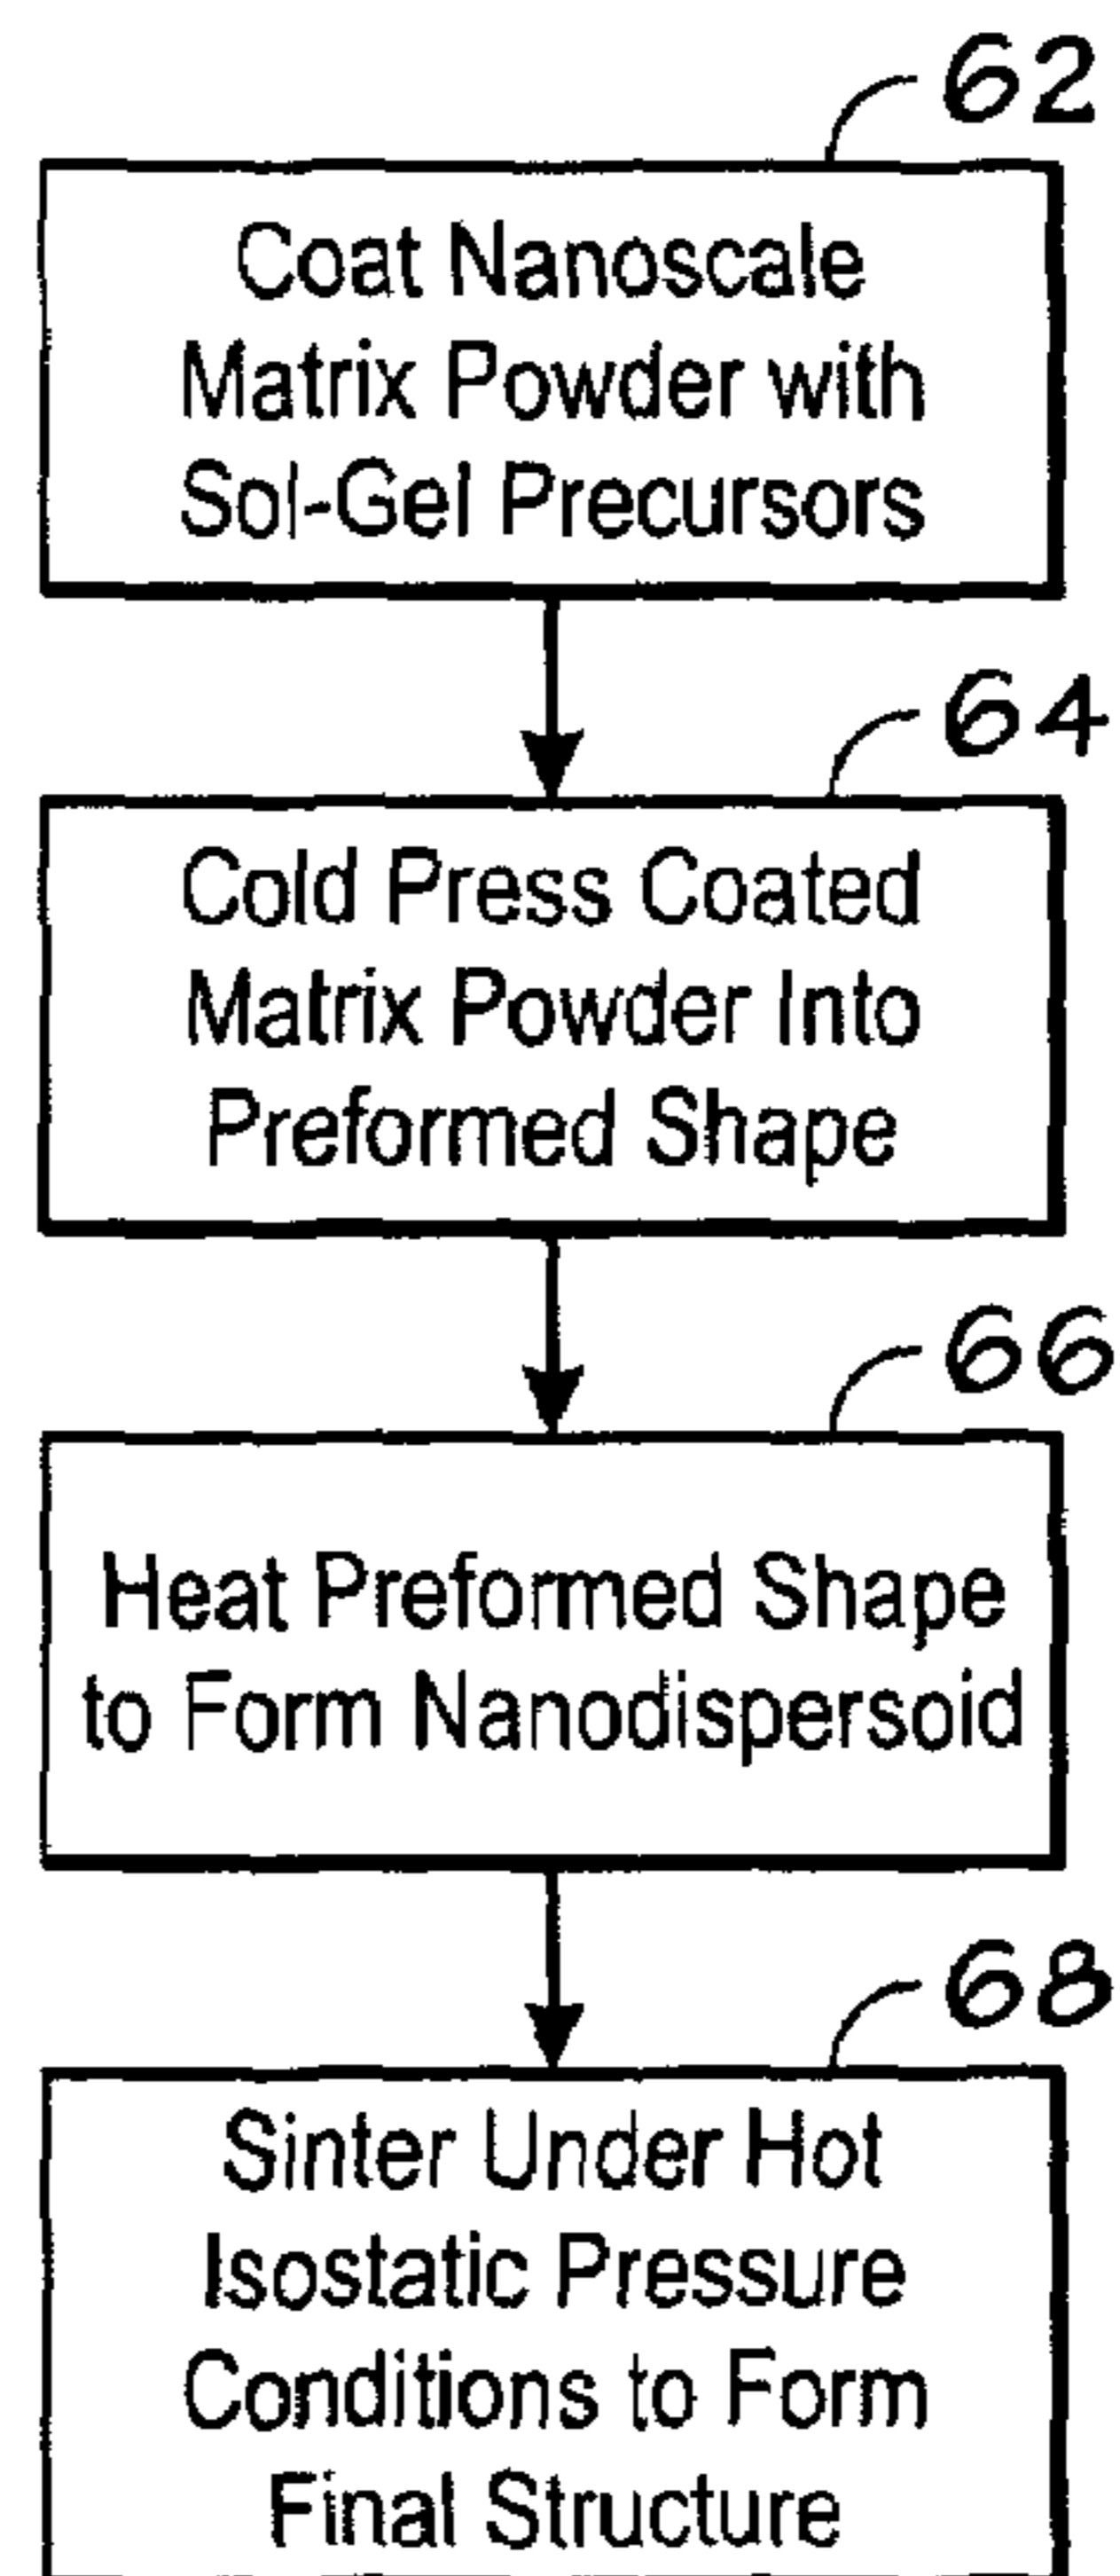 62
Coat Nanoscale
Matrix Powder with
Sol-Gel Precursors
64
Cold Press Coated
Matrix Powder Into
Preformed Shape
66
Heat Preformed Shape
to Form Nanodispersoid
68
Sinter Under Hot
Isostatic Pressure
Conditions to Form
Final Structure